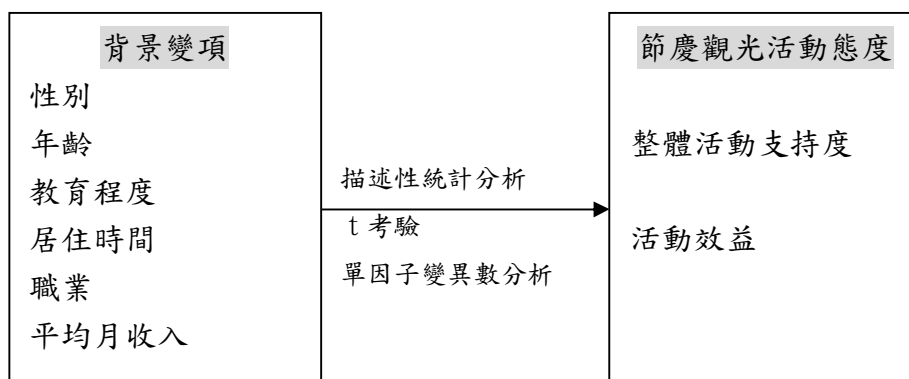 背景變項
性別
年齡
教育程度
居住時間
職業
平均月收入
描述性統計分析
t 考驗
單因子變異數分析
節慶觀光活動態度
整體活動支持度
活動效益